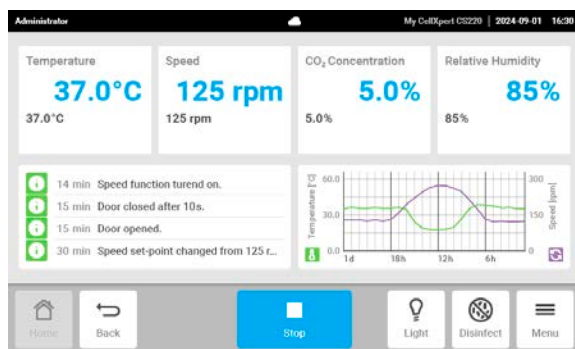 Administrator
My CellXpert CS220 | 2024-09-01 16:30
Temperature
37.0°C
37.0°C
Speed
125 rpm
125 rpm
CO₂ Concentration
5.0%
5.0%
Relative Humidity
85%
85%
14 min Speed function turend on.
15 min Door closed after 10s.
15 min Door opened.
30 min Speed set-point changed from 125 r...
Temperature [°C]
60.0
30.0
0.0
1d 18h 12h 6h
300
150
0
Speed [rpm]
Home
Back
Stop
Light
Disinfect
Menu